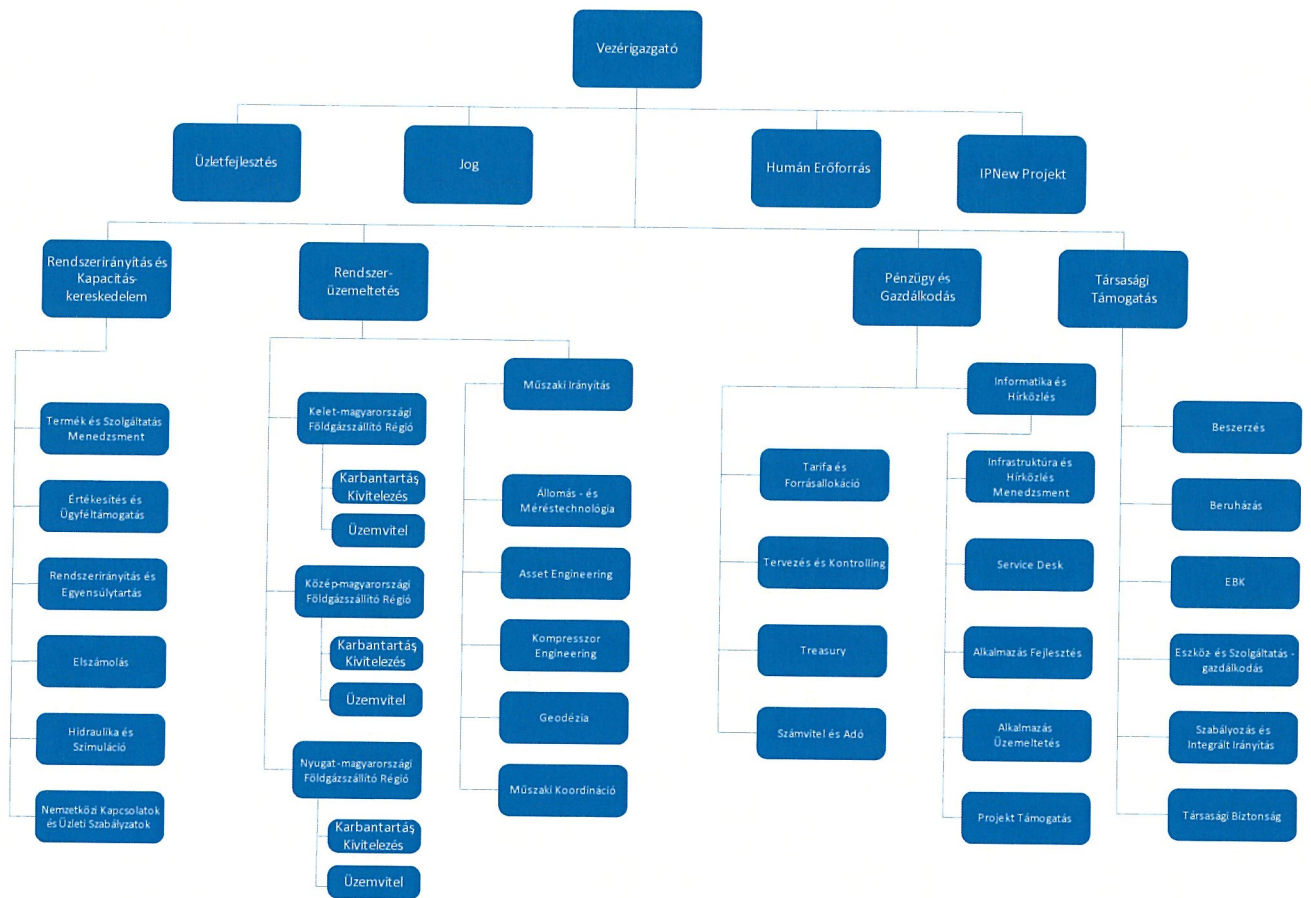 Vezérigazgató
Üzletfejlesztés
Jog
Humán Erőforrás
IPNew Projekt
Rendszerirányítás és
Kapacitás-
kereskedelem
Rendszer-
üzemeltetés
Pénzügy és
Gazdálkodás
Társasági
Támogatás
Termék és Szolgáltatás
Menedzsment
Értékesítés és
Ügyféltámogatás
Rendszerirányítás és
Egyensúlytartás
Elszámolás
Hidraulika és
Szimuláció
Nemzetközi Kapcsolatok
és Üzleti Szabályzatok
Kelet-magyarországi
Földgázszállító Régió
Karbantartás
Kivitelezés
Üzemvitel
Közép-magyarországi
Földgázszállító Régió
Karbantartás
Kivitelezés
Üzemvitel
Nyugat-magyarországi
Földgázszállító Régió
Karbantartás
Kivitelezés
Üzemvitel
Műszaki Irányítás
Állomás - és
Méréstechnológia
Asset Engineering
Kompresszor
Engineering
Geodézia
Műszaki Koordináció
Tarifa és
Forrásallokáció
Tervezés és Kontrolling
Treasury
Számvitel és Adó
Informatika és
Hírközlés
Infrastruktúra és
Hírközlés
Menedzsment
Service Desk
Alkalmazás Fejlesztés
Alkalmazás
Üzemeltetés
Projekt Támogatás
Beszerzés
Beruházás
EBK
Eszköz- és Szolgáltatás -
gazdálkodás
Szabályozás és
Integrált Irányítás
Társasági Biztonság